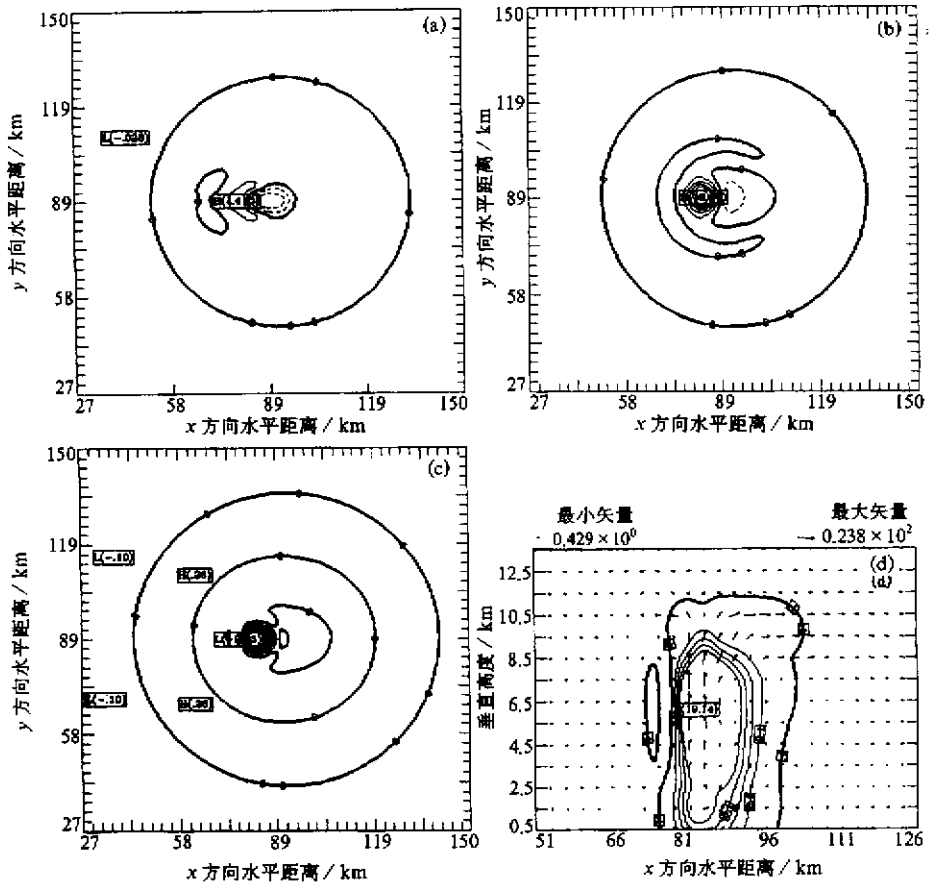 (a)
150
119
89
58
27
27 58 89 119 150
y 方向水平距离 / km
x 方向水平距离 / km
L(-.028)
(b)
150
119
89
58
27
27 58 89 119 150
y 方向水平距离 / km
x 方向水平距离 / km
(c)
150
119
89
58
27
27 58 89 119 150
y 方向水平距离 / km
x 方向水平距离 / km
L(-.10)
H(.26)
L(-.10)
H(.26)
最小矢量
0.429 × 10⁰
最大矢量
→ 0.238 × 10²
(d)
(d)
12.5
10.5
8.5
6.5
4.5
2.5
0.5
51 66 81 96 126
垂直高度 / km
x 方向水平距离 / km